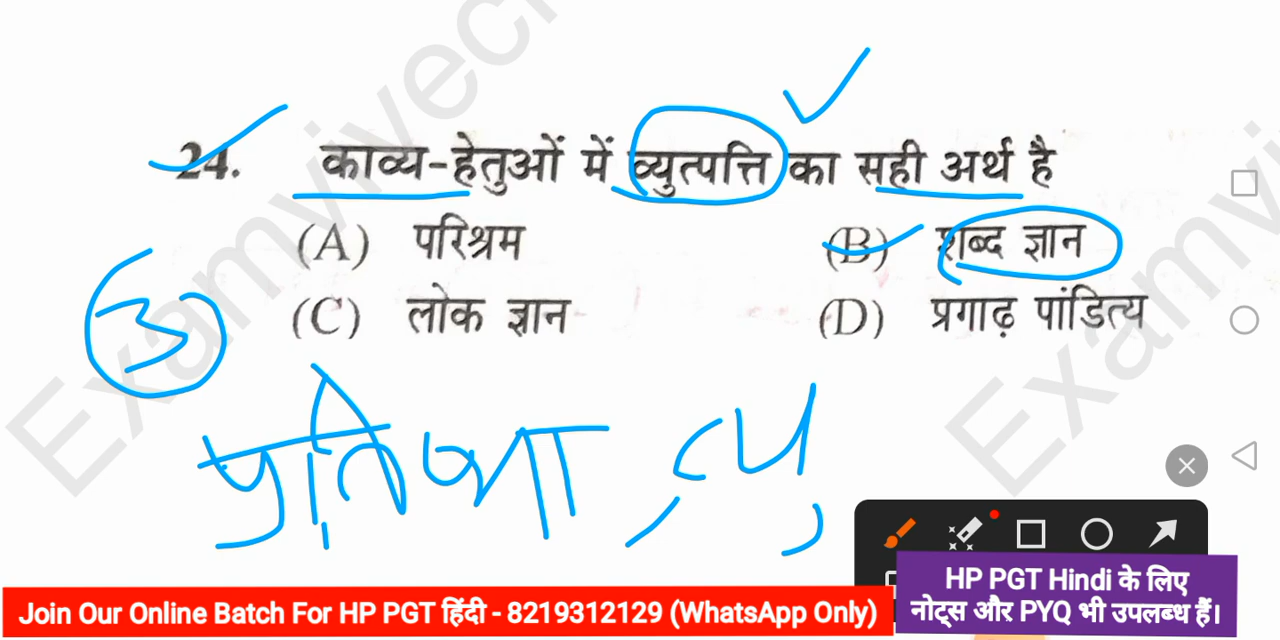 24. काव्य-हेतुओं में व्युत्पत्ति का सही अर्थ है
(A) परिश्रम (B) शब्द ज्ञान
(C) लोक ज्ञान (D) प्रगाढ़ पांडित्य
3
प्रतिभा, व्यु
Join Our Online Batch For HP PGT हिंदी - 8219312129 (WhatsApp Only)
HP PGT Hindi के लिए
नोट्स और PYQ भी उपलब्ध हैं।